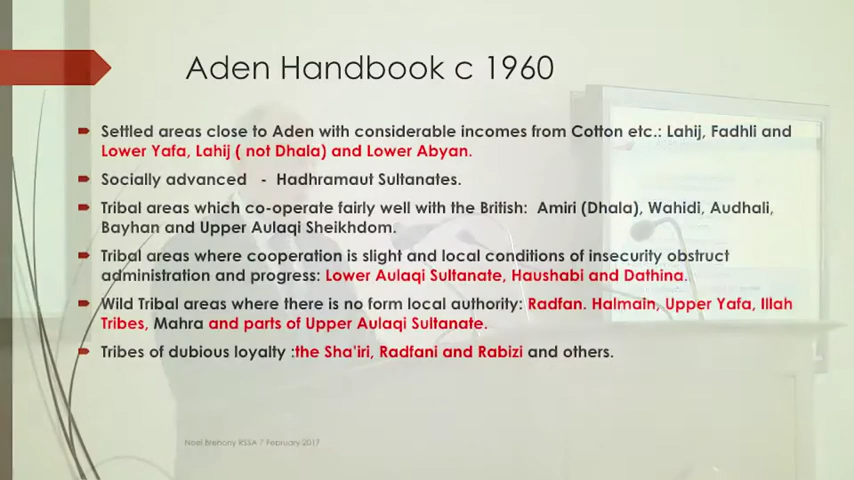 Aden Handbook c 1960
Settled areas close to Aden with considerable incomes from Cotton etc.: Lahij, Fadhli and
Lower Yafa, Lahij ( not Dhala) and Lower Abyan.
Socially advanced - Hadhramaut Sultanates.
Tribal areas which co-operate fairly well with the British: Amiri (Dhala), Wahidi, Audhali,
Bayhan and Upper Aulaqi Sheikhdom.
Tribal areas where cooperation is slight and local conditions of insecurity obstruct
administration and progress: Lower Aulaqi Sultanate, Haushabi and Dathina.
Wild Tribal areas where there is no form local authority: Radfan. Halmain, Upper Yafa, Illah
Tribes, Mahra and parts of Upper Aulaqi Sultanate.
Tribes of dubious loyalty :the Sha'iri, Radfani and Rabizi and others.
Noel Brehony RSSA 7 February 2017